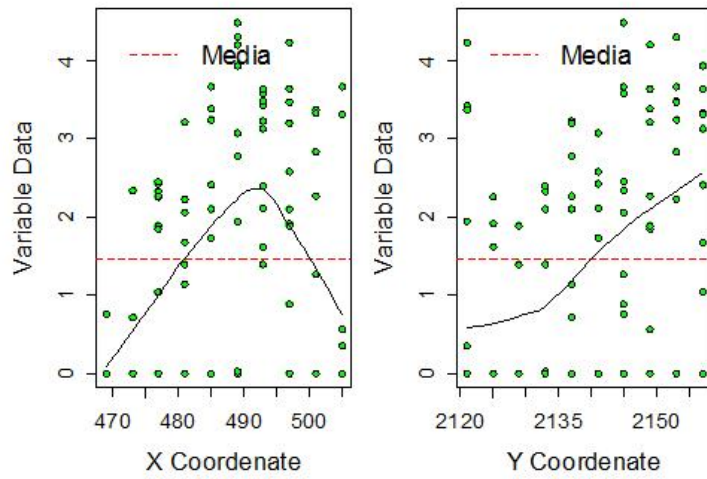 Media
Variable Data
0
1
2
3
4
470
480
490
500
X Coordenate
Media
Variable Data
0
1
2
3
4
2120
2135
2150
Y Coordenate